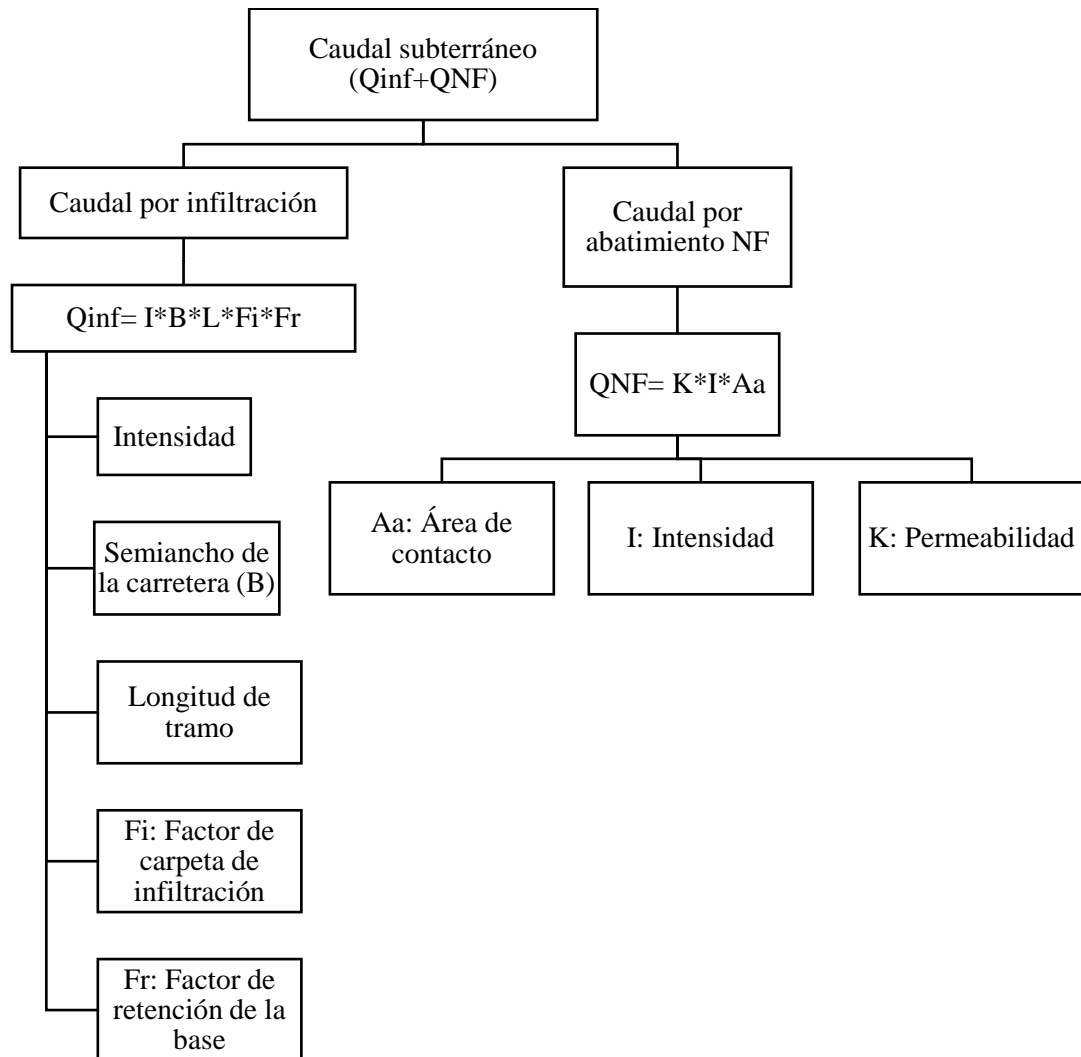 Caudal subterráneo
(Qinf+QNF)
Caudal por infiltración
Qinf= I*B*L*Fi*Fr
Intensidad
Semiancho de
la carretera (B)
Longitud de
tramo
Fi: Factor de
carpeta de
infiltración
Fr: Factor de
retención de la
base
Caudal por
abatimiento NF
QNF= K*I*Aa
Aa: Área de
contacto
I: Intensidad
K: Permeabilidad